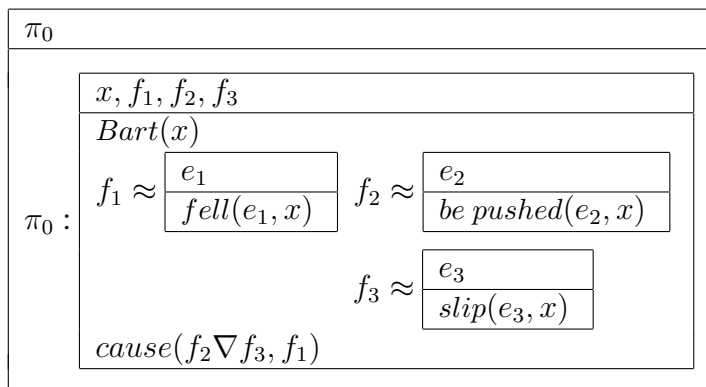 π₀
x, f₁, f₂, f₃
Bart(x)
f₁ ≈ e₁ f₂ ≈ e₂
fell(e₁, x) be pushed(e₂, x)
π₀ :
f₃ ≈ e₃
slip(e₃, x)
cause(f₂∇f₃, f₁)